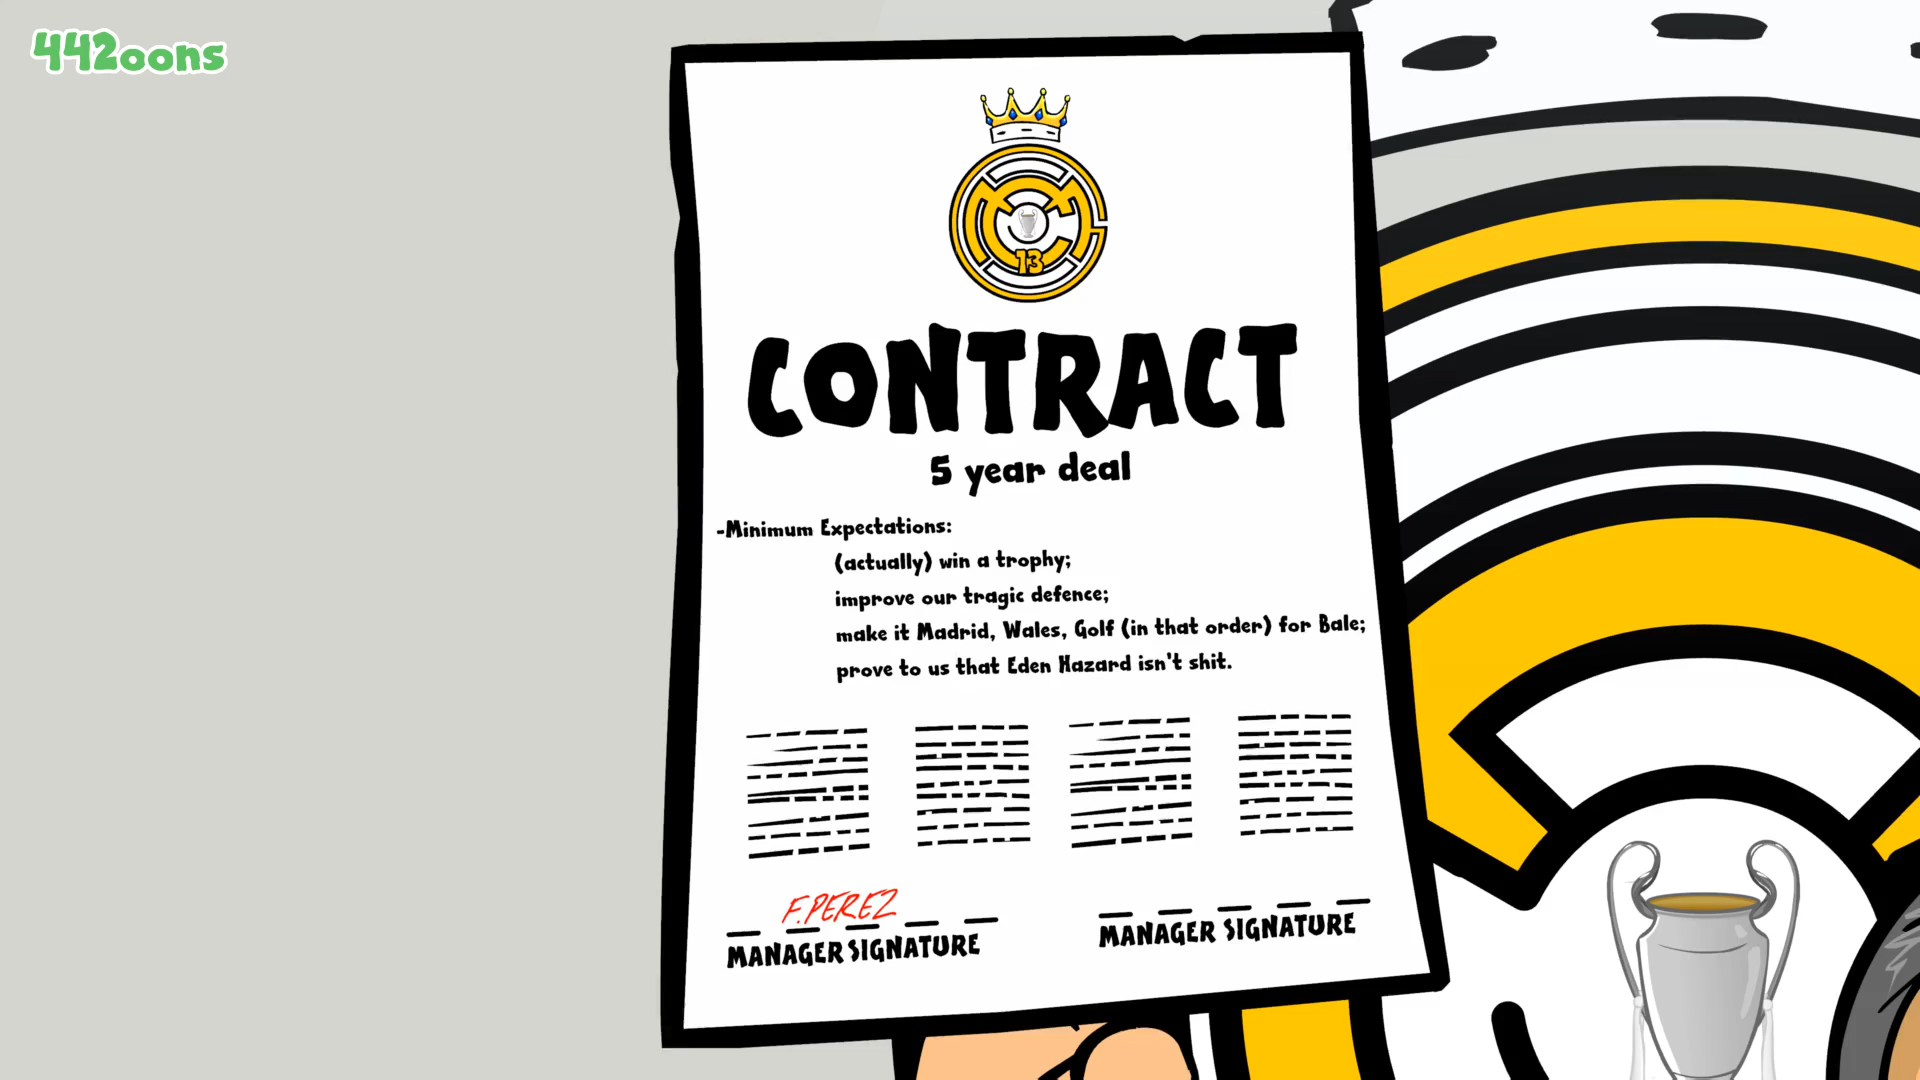 442oons
13
CONTRACT
5 year deal
-Minimum Expectations:
(actually) win a trophy;
improve our tragic defence;
make it Madrid, Wales, Golf (in that order) for Bale;
prove to us that Eden Hazard isn't shit.
F.PEREZ
MANAGER SIGNATURE
MANAGER SIGNATURE